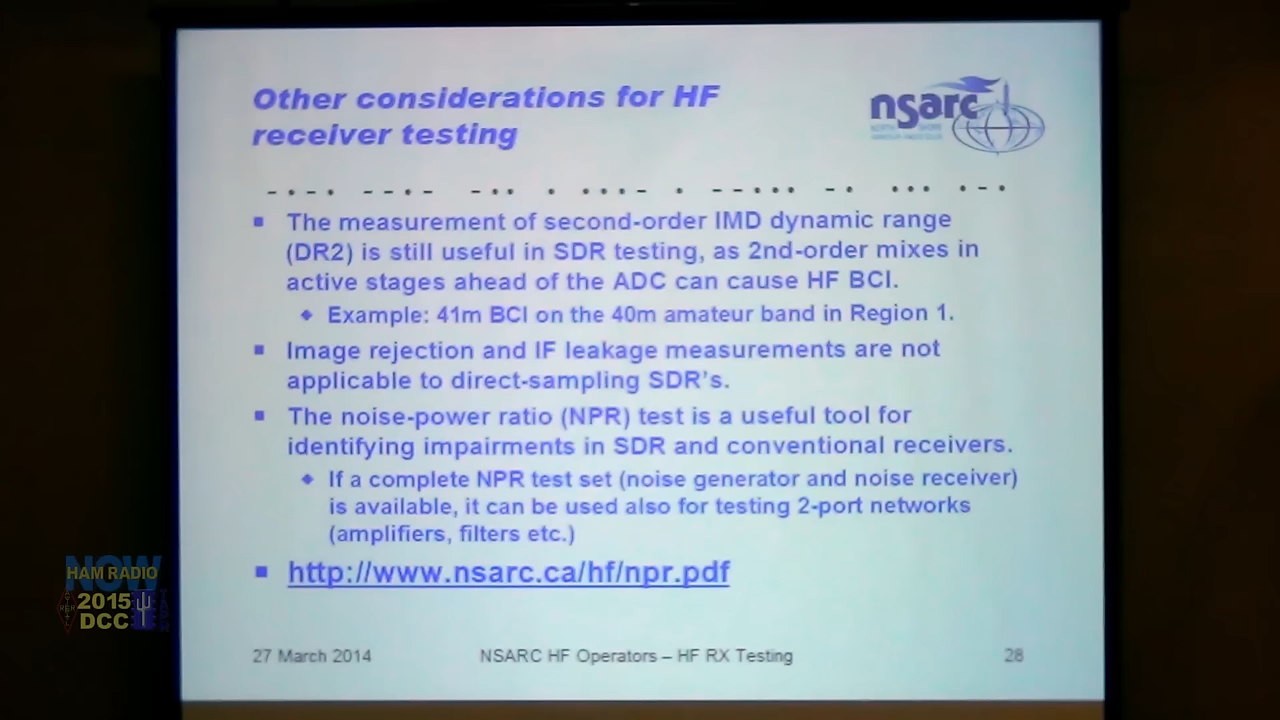 Other considerations for HF
receiver testing
nsarc
The measurement of second-order IMD dynamic range
(DR2) is still useful in SDR testing, as 2nd-order mixes in
active stages ahead of the ADC can cause HF BCI.
Example: 41m BCI on the 40m amateur band in Region 1.
Image rejection and IF leakage measurements are not
applicable to direct-sampling SDR's.
The noise-power ratio (NPR) test is a useful tool for
identifying impairments in SDR and conventional receivers.
If a complete NPR test set (noise generator and noise receiver)
is available, it can be used also for testing 2-port networks
(amplifiers, filters etc.)
http://www.nsarc.ca/hf/npr.pdf
27 March 2014 NSARC HF Operators – HF RX Testing 28
NOW
HAM RADIO
2015
DCC